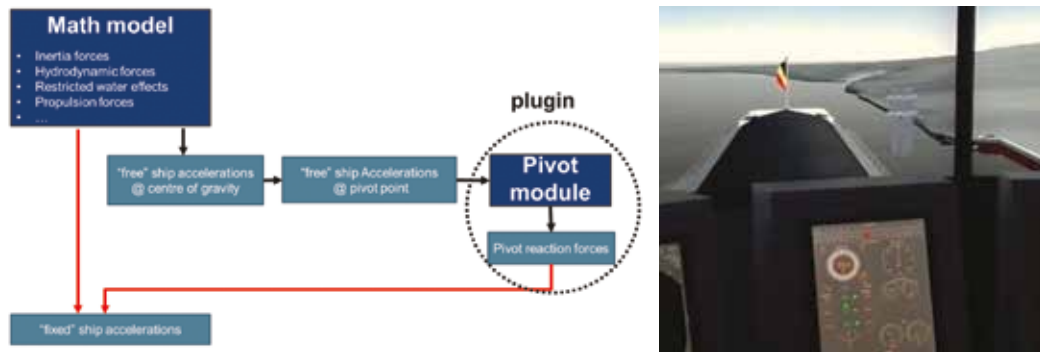 Math model
• Inertia forces
• Hydrodynamic forces
• Restricted water effects
• Propulsion forces
• ...
plugin
"free" ship accelerations
@ centre of gravity
"free" ship Accelerations
@ pivot point
Pivot
module
Pivot reaction forces
"fixed" ship accelerations